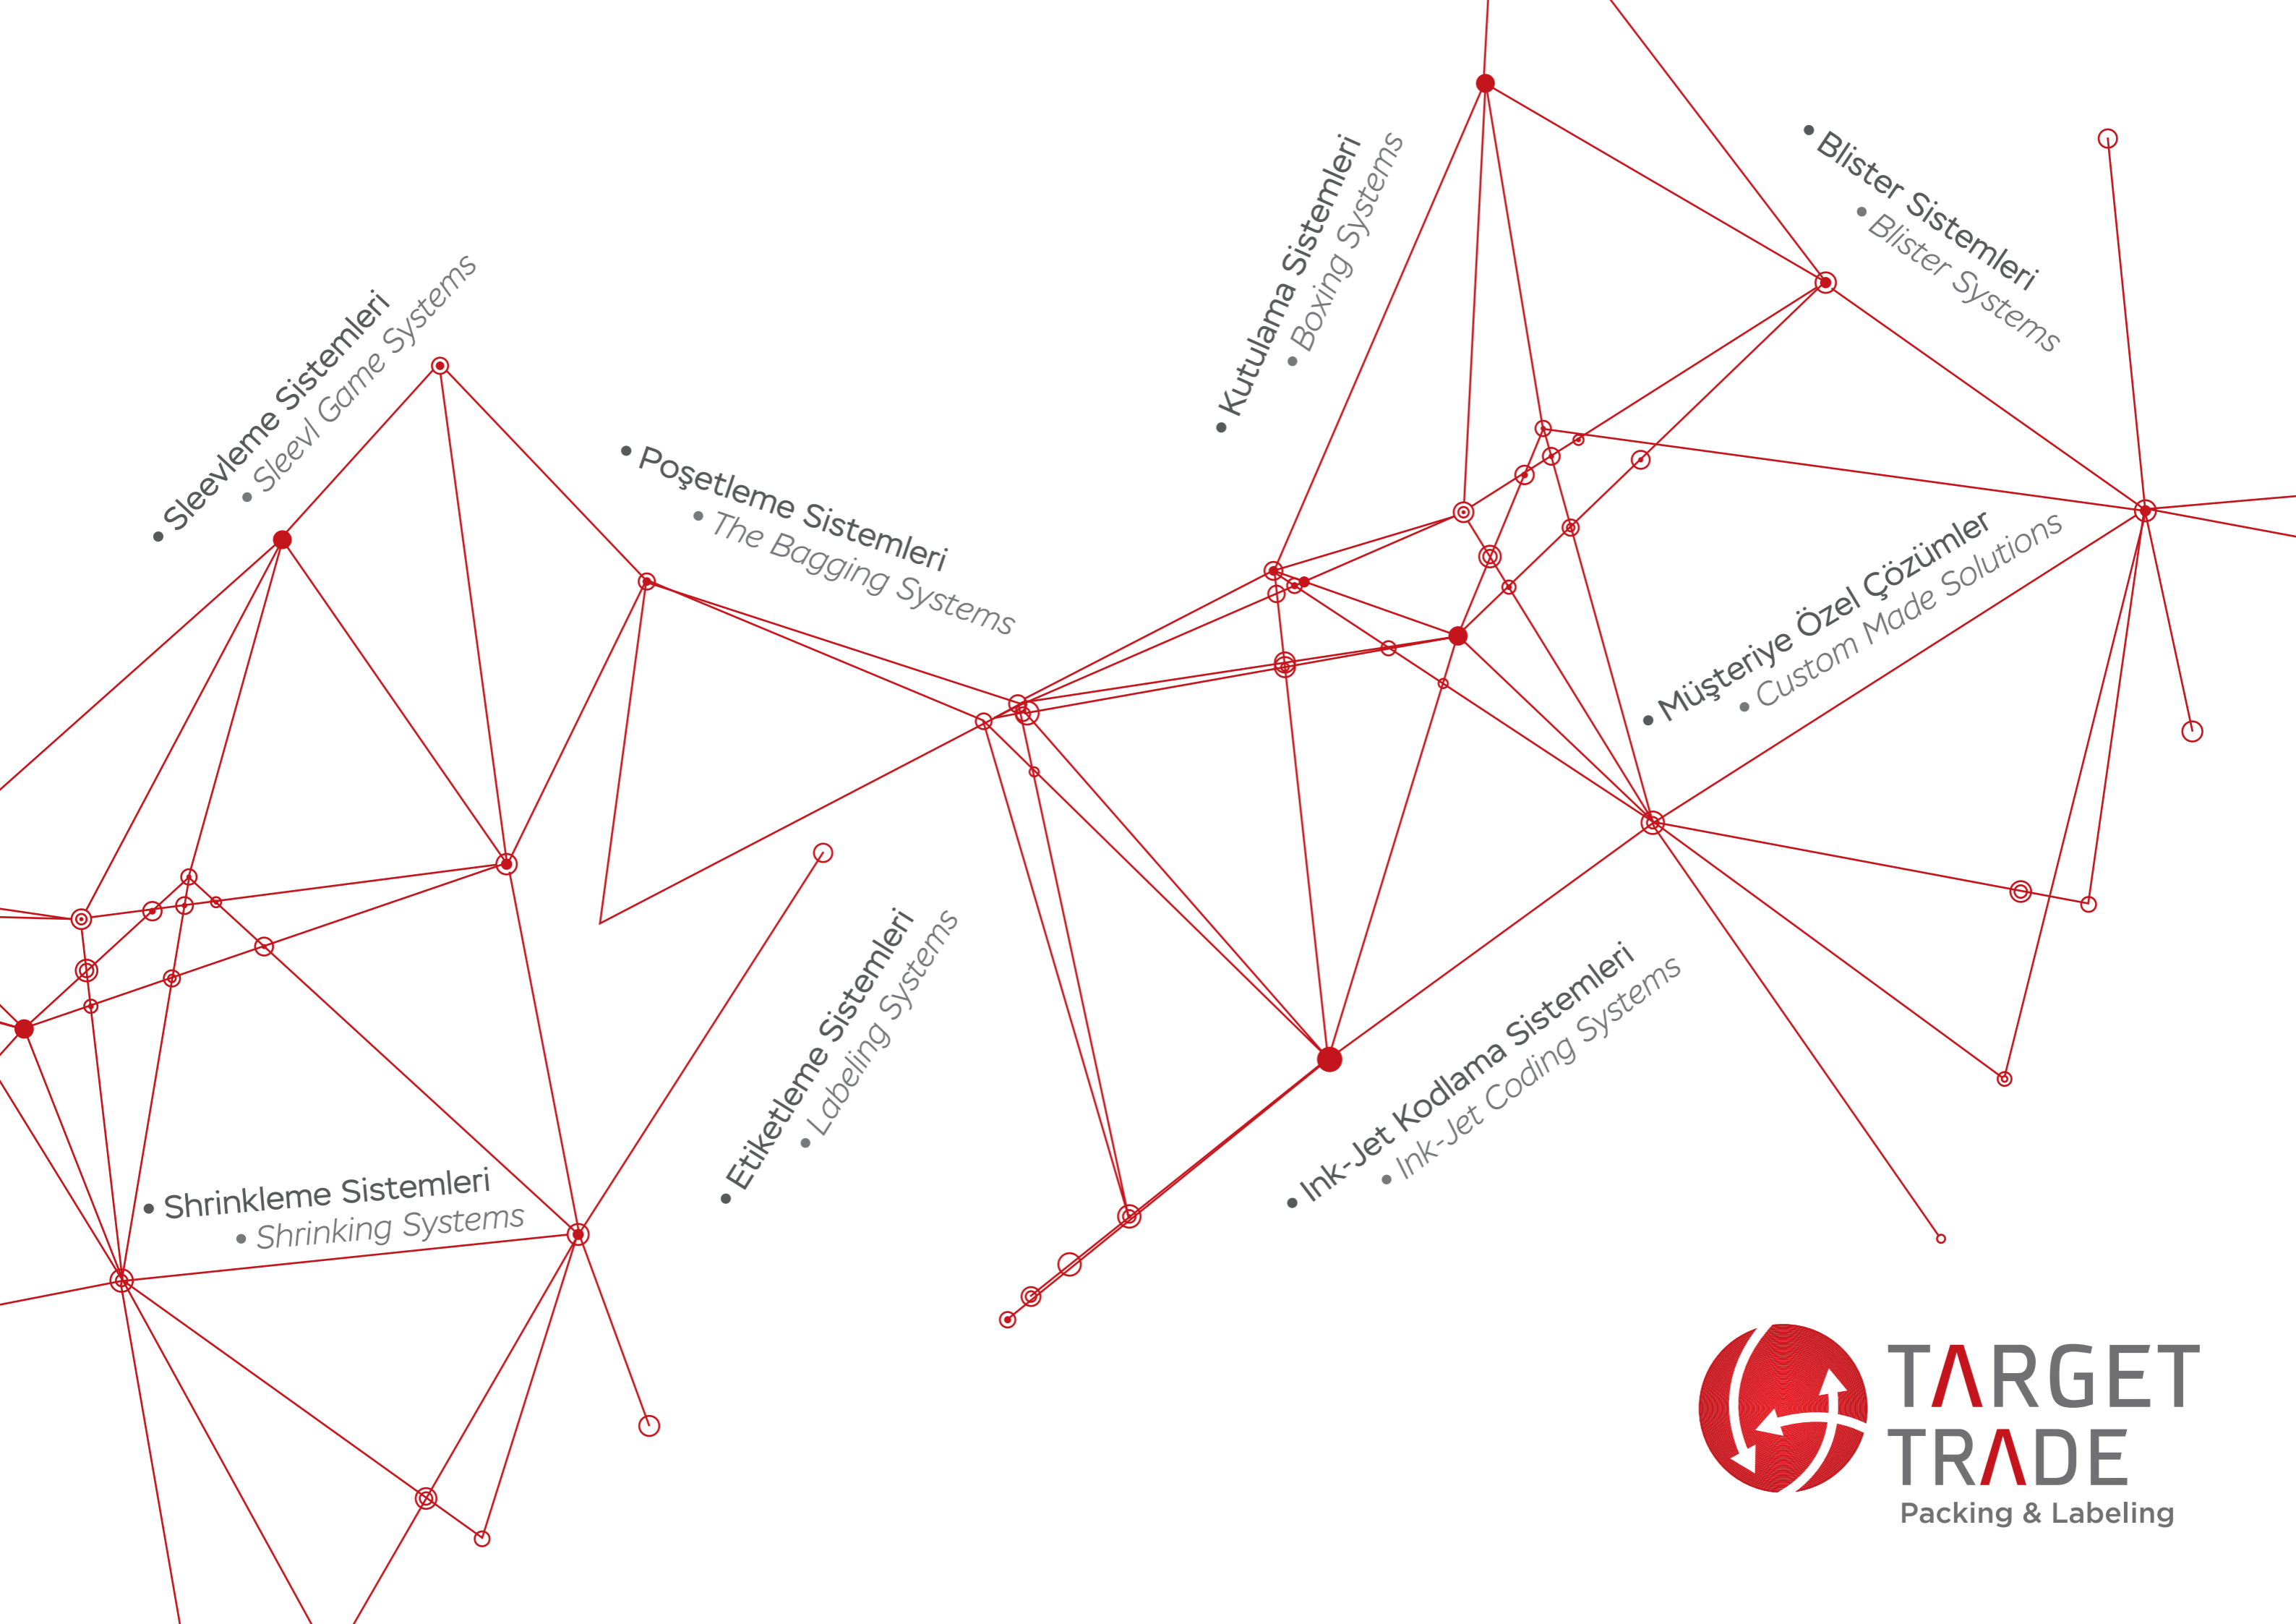 • Sleevleme Sistemleri
• Sleevl Game Systems
• Poşetleme Sistemleri
• The Bagging Systems
• Kutulama Sistemleri
• Boxing Systems
• Blister Sistemleri
• Blister Systems
• Müşteriye Özel Çözümler
• Custom Made Solutions
• Etiketleme Sistemleri
• Labeling Systems
• Ink-Jet Kodlama Sistemleri
• Ink-Jet Coding Systems
• Shrinkleme Sistemleri
• Shrinking Systems
TARGET
TRADE
Packing & Labeling